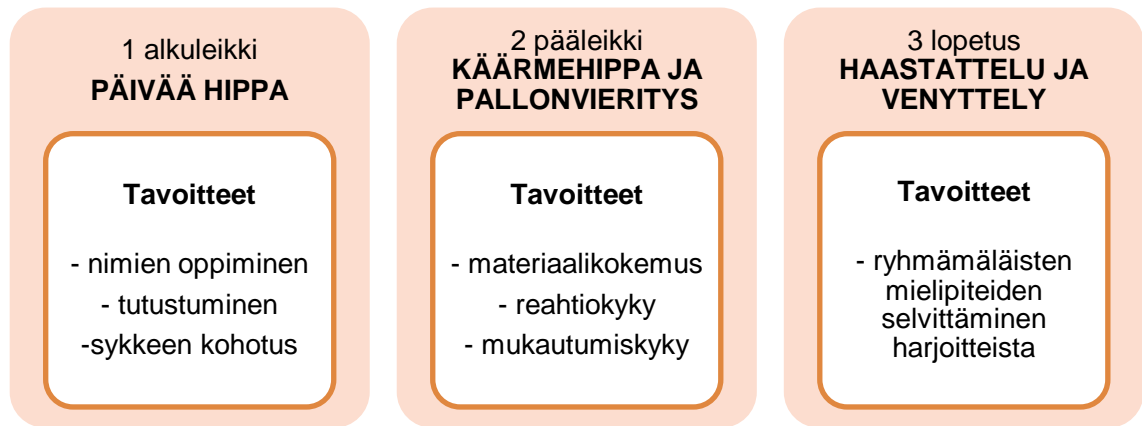 1 alkuleikki
PÄIVÄÄ HIPPA
Tavoitteet
- nimien oppiminen
- tutustuminen
-sykkeen kohotus
2 pääleikki
KÄÄRMEHIPPA JA
PALLONVIERITYS
Tavoitteet
- materiaalikokemus
- reahtiokyky
- mukautumiskyky
3 lopetus
HAASTATTELU JA
VENYTTELY
Tavoitteet
- ryhmämäläisten
mielipiteiden
selvittäminen
harjoitteista